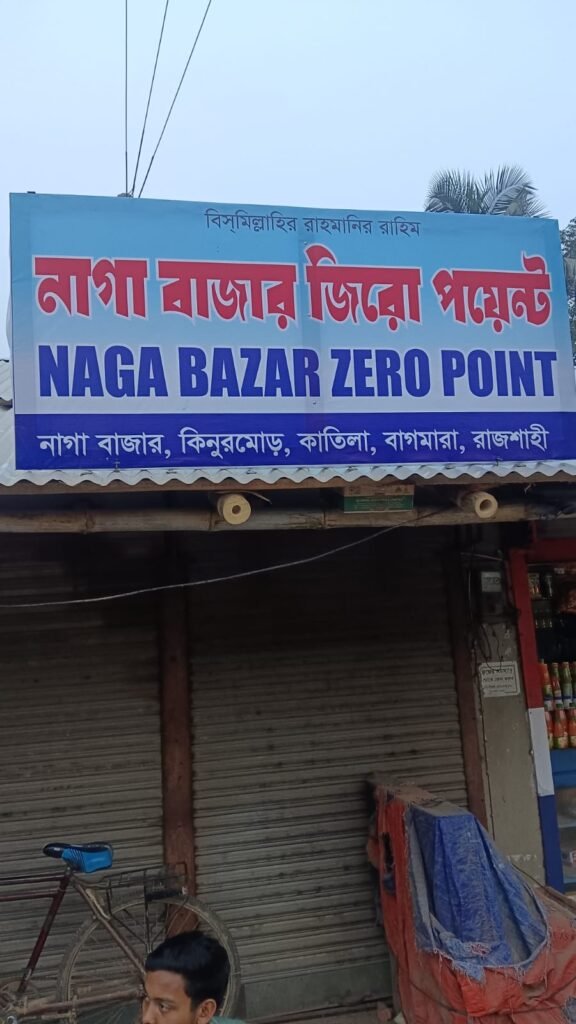 বিস্‌মিল্লাহির রাহমানির রাহিম
নাগা বাজার জিরো পয়েন্ট
NAGA BAZAR ZERO POINT
নাগা বাজার, কিনুরমোড়, কাতিলা, বাগমারা, রাজশাহী